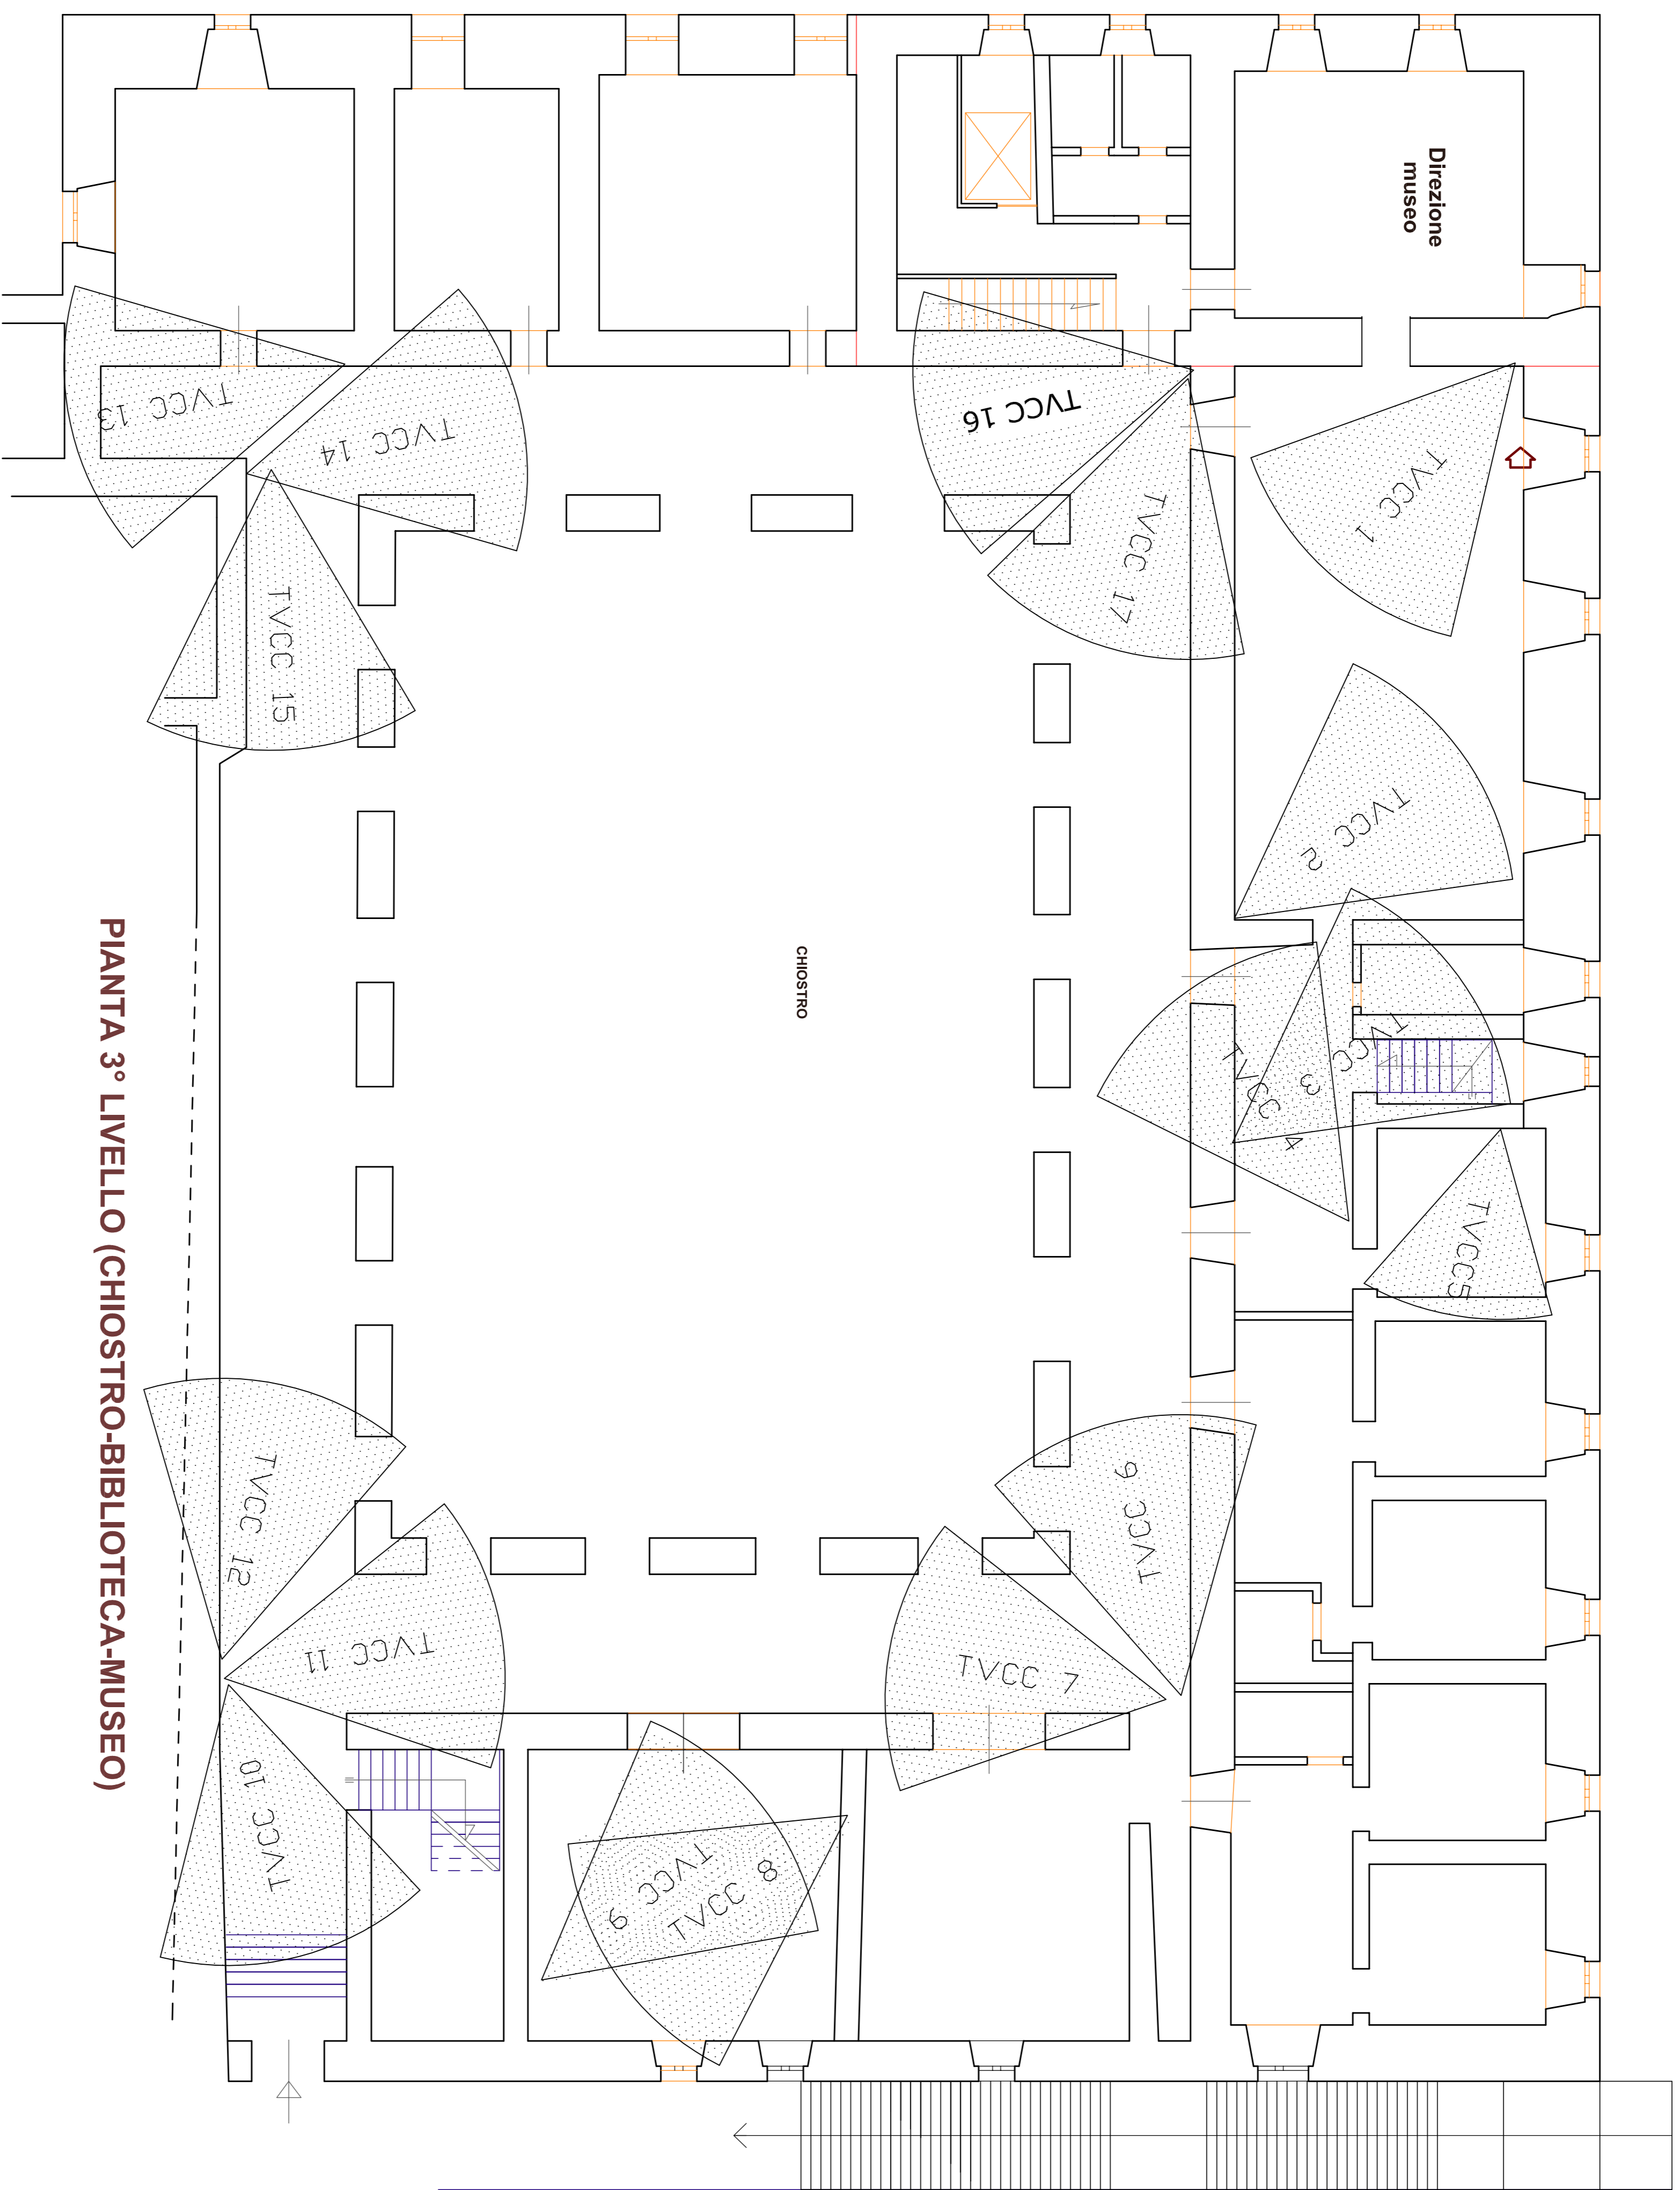 Direzione
museo
TVCC 13
TVCC 14
TVCC 16
TVCC 1
TVCC 17
TVCC 15
TVCC 2
CHIOSTRO
TVCC 3
TVCC 4
TVCC5
TVCC 12
TVCC 6
TVCC 11
TVCC 7
TVCC 10
TVCC 9
TVCC 8
PIANTA 3° LIVELLO (CHIOSTRO-BIBLIOTECA-MUSEO)